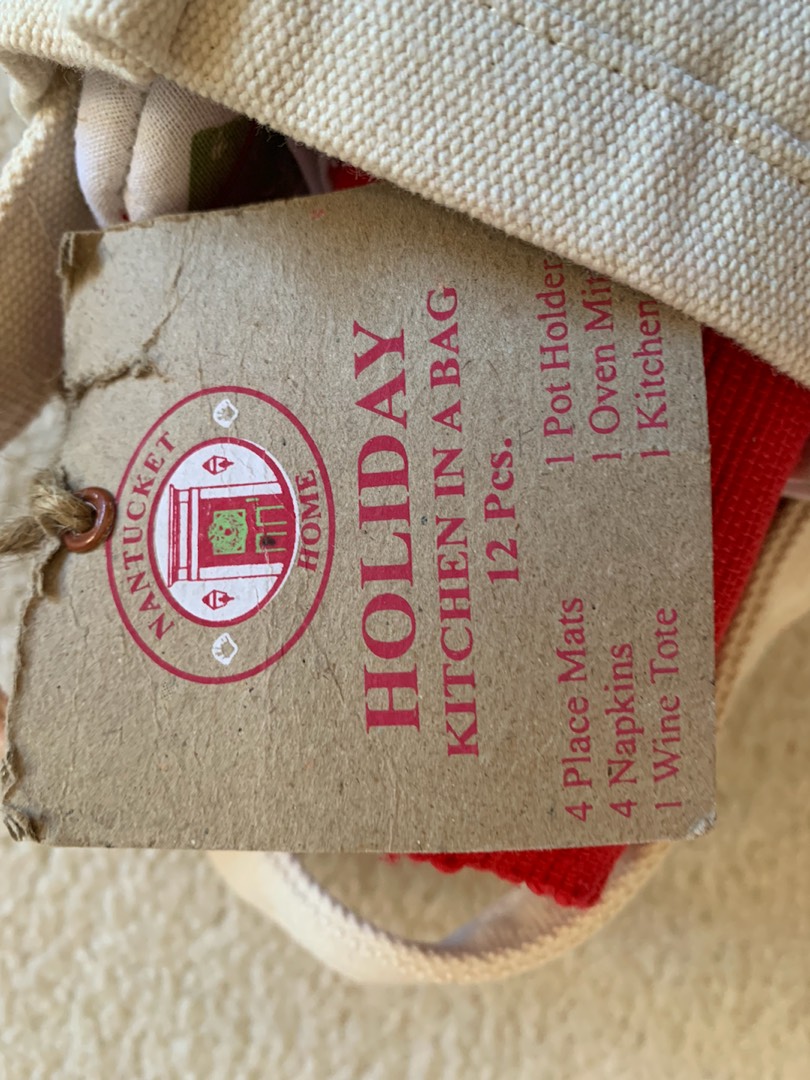 NANTUCKET
HOME
HOLIDAY
KITCHEN IN A BAG
12 Pcs.
4 Place Mats
4 Napkins
1 Wine Tote
1 Pot Holder
1 Oven
1 Kitchen